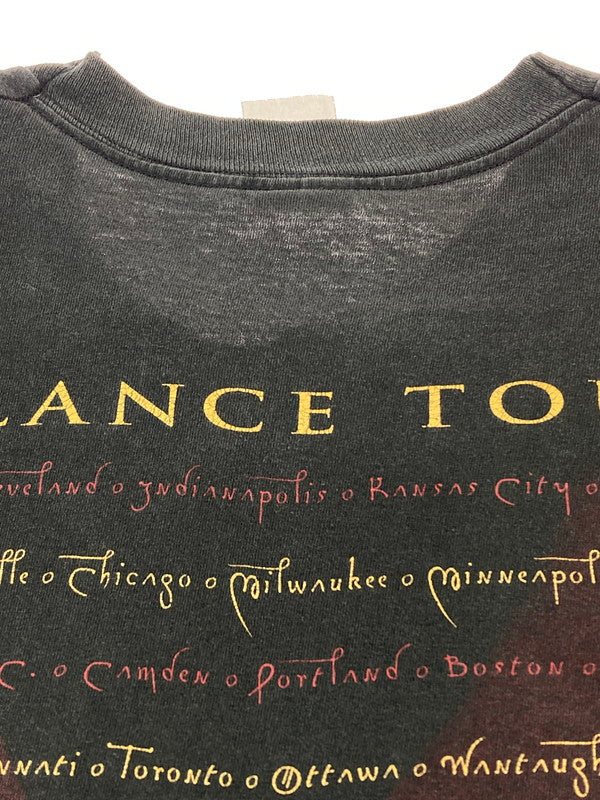 LANCE TOU
eveland o Indianapolis o Kansas City o
lle o Chicago o Milwaukee o Minneapol
C. o Camden o Portland o Boston o
nnati o Toronto o Ottawa o Wantaugh